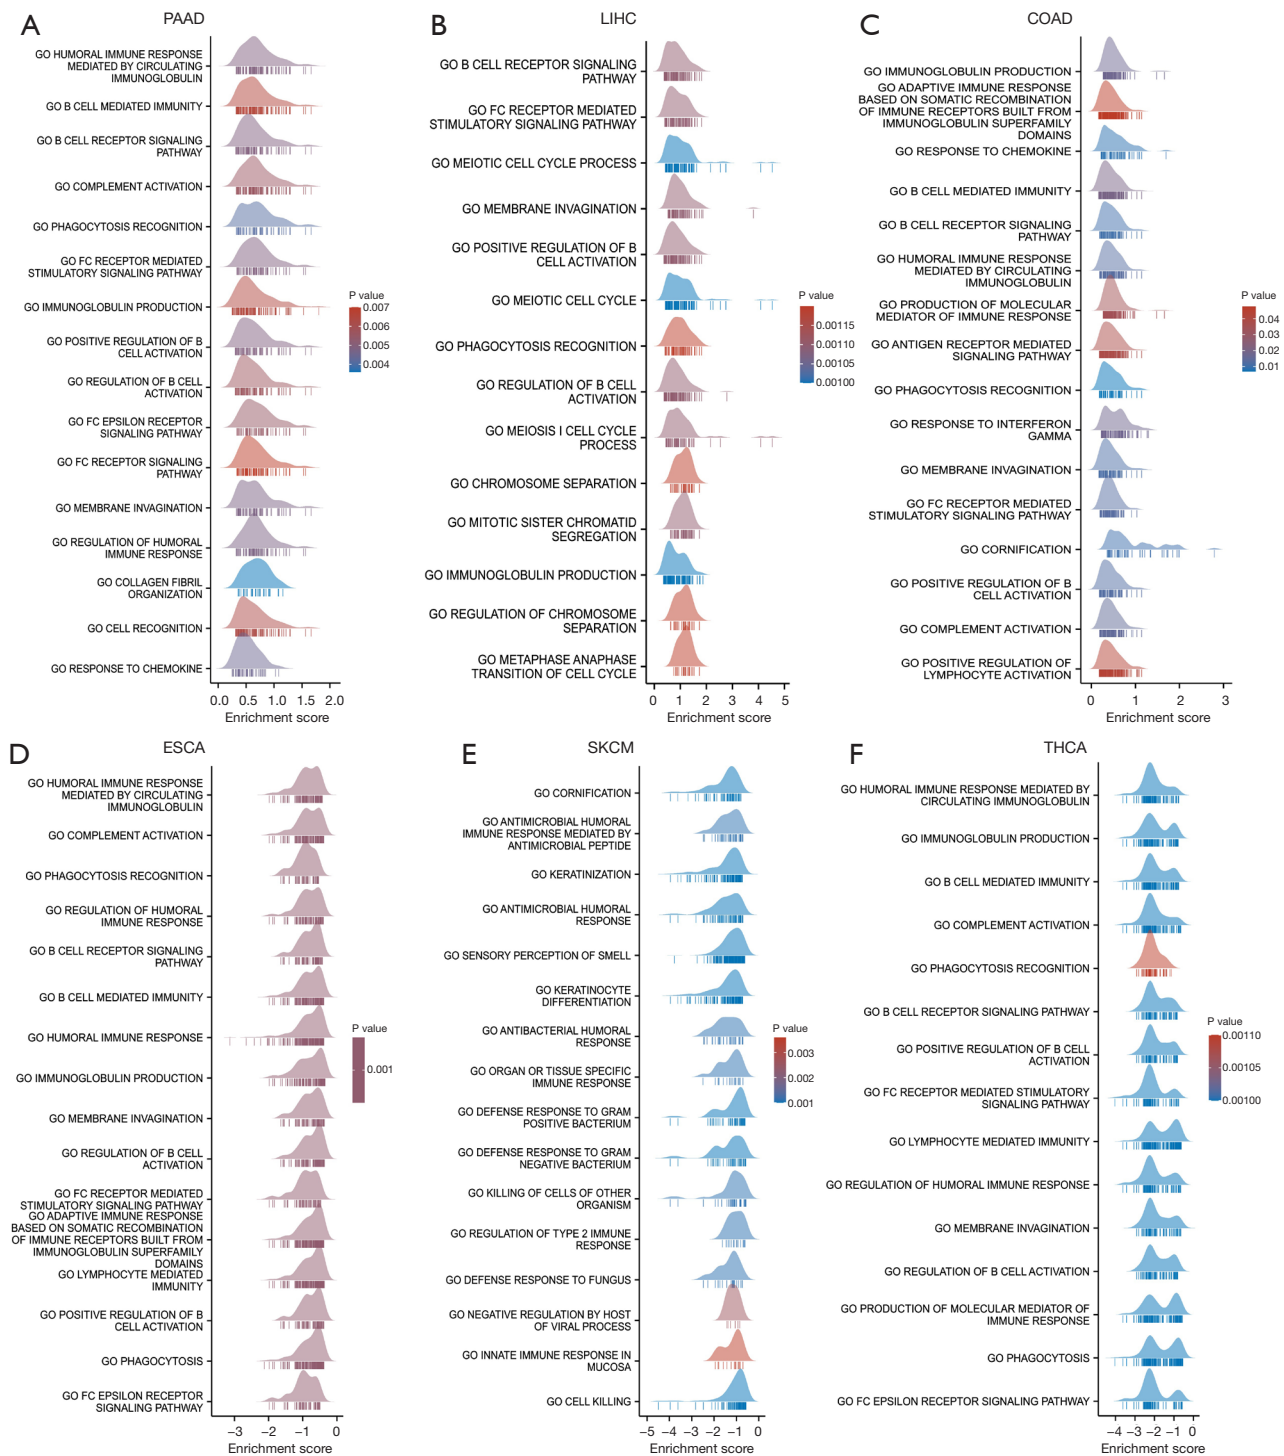 A
PAAD
GO HUMORAL IMMUNE RESPONSE
MEDIATED BY CIRCULATING
IMMUNOGLOBULIN
GO B CELL MEDIATED IMMUNITY
GO B CELL RECEPTOR SIGNALING
PATHWAY
GO COMPLEMENT ACTIVATION
GO PHAGOCYTOSIS RECOGNITION
GO FC RECEPTOR MEDIATED
STIMULATORY SIGNALING PATHWAY
GO IMMUNOGLOBULIN PRODUCTION
GO POSITIVE REGULATION OF B
CELL ACTIVATION
GO REGULATION OF B CELL
ACTIVATION
GO FC EPSILON RECEPTOR
SIGNALING PATHWAY
GO FC RECEPTOR SIGNALING
PATHWAY
GO MEMBRANE INVAGINATION
GO REGULATION OF HUMORAL
IMMUNE RESPONSE
GO COLLAGEN FIBRIL
ORGANIZATION
GO CELL RECOGNITION
GO RESPONSE TO CHEMOKINE
0.0 0.5 1.0 1.5 2.0
Enrichment score
P value
0.007
0.006
0.005
0.004
B
LIHC
GO B CELL RECEPTOR SIGNALING
PATHWAY
GO FC RECEPTOR MEDIATED
STIMULATORY SIGNALING PATHWAY
GO MEIOTIC CELL CYCLE PROCESS
GO MEMBRANE INVAGINATION
GO POSITIVE REGULATION OF B
CELL ACTIVATION
GO MEIOTIC CELL CYCLE
GO PHAGOCYTOSIS RECOGNITION
GO REGULATION OF B CELL
ACTIVATION
GO MEIOSIS I CELL CYCLE
PROCESS
GO CHROMOSOME SEPARATION
GO MITOTIC SISTER CHROMATID
SEGREGATION
GO IMMUNOGLOBULIN PRODUCTION
GO REGULATION OF CHROMOSOME
SEPARATION
GO METAPHASE ANAPHASE
TRANSITION OF CELL CYCLE
0 1 2 3 4 5
Enrichment score
P value
0.00115
0.00110
0.00105
0.00100
C
COAD
GO IMMUNOGLOBULIN PRODUCTION
GO ADAPTIVE IMMUNE RESPONSE
BASED ON SOMATIC RECOMBINATION
OF IMMUNE RECEPTORS BUILT FROM
IMMUNOGLOBULIN SUPERFAMILY
DOMAINS
GO RESPONSE TO CHEMOKINE
GO B CELL MEDIATED IMMUNITY
GO B CELL RECEPTOR SIGNALING
PATHWAY
GO HUMORAL IMMUNE RESPONSE
MEDIATED BY CIRCULATING
IMMUNOGLOBULIN
GO PRODUCTION OF MOLECULAR
MEDIATOR OF IMMUNE RESPONSE
GO ANTIGEN RECEPTOR MEDIATED
SIGNALING PATHWAY
GO PHAGOCYTOSIS RECOGNITION
GO RESPONSE TO INTERFERON
GAMMA
GO MEMBRANE INVAGINATION
GO FC RECEPTOR MEDIATED
STIMULATORY SIGNALING PATHWAY
GO CORNIFICATION
GO POSITIVE REGULATION OF B
CELL ACTIVATION
GO COMPLEMENT ACTIVATION
GO POSITIVE REGULATION OF
LYMPHOCYTE ACTIVATION
0 1 2 3
Enrichment score
P value
0.04
0.03
0.02
0.01
D
ESCA
GO HUMORAL IMMUNE RESPONSE
MEDIATED BY CIRCULATING
IMMUNOGLOBULIN
GO COMPLEMENT ACTIVATION
GO PHAGOCYTOSIS RECOGNITION
GO REGULATION OF HUMORAL
IMMUNE RESPONSE
GO B CELL RECEPTOR SIGNALING
PATHWAY
GO B CELL MEDIATED IMMUNITY
GO HUMORAL IMMUNE RESPONSE
GO IMMUNOGLOBULIN PRODUCTION
GO MEMBRANE INVAGINATION
GO REGULATION OF B CELL
ACTIVATION
GO FC RECEPTOR MEDIATED
STIMULATORY SIGNALING PATHWAY
GO ADAPTIVE IMMUNE RESPONSE
BASED ON SOMATIC RECOMBINATION
OF IMMUNE RECEPTORS BUILT FROM
IMMUNOGLOBULIN SUPERFAMILY
DOMAINS
GO LYMPHOCYTE MEDIATED
IMMUNITY
GO POSITIVE REGULATION OF B
CELL ACTIVATION
GO PHAGOCYTOSIS
GO FC EPSILON RECEPTOR
SIGNALING PATHWAY
−3 −2 −1 0
Enrichment score
P value
0.001
E
SKCM
GO CORNIFICATION
GO ANTIMICROBIAL HUMORAL
IMMUNE RESPONSE MEDIATED BY
ANTIMICROBIAL PEPTIDE
GO KERATINIZATION
GO ANTIMICROBIAL HUMORAL
RESPONSE
GO SENSORY PERCEPTION OF SMELL
GO KERATINOCYTE
DIFFERENTIATION
GO ANTIBACTERIAL HUMORAL
RESPONSE
GO ORGAN OR TISSUE SPECIFIC
IMMUNE RESPONSE
GO DEFENSE RESPONSE TO GRAM
POSITIVE BACTERIUM
GO DEFENSE RESPONSE TO GRAM
NEGATIVE BACTERIUM
GO KILLING OF CELLS OF OTHER
ORGANISM
GO REGULATION OF TYPE 2 IMMUNE
RESPONSE
GO DEFENSE RESPONSE TO FUNGUS
GO NEGATIVE REGULATION BY HOST
OF VIRAL PROCESS
GO INNATE IMMUNE RESPONSE IN
MUCOSA
GO CELL KILLING
−5 −4 −3 −2 −1 0
Enrichment score
P value
0.003
0.002
0.001
F
THCA
GO HUMORAL IMMUNE RESPONSE MEDIATED BY
CIRCULATING IMMUNOGLOBULIN
GO IMMUNOGLOBULIN PRODUCTION
GO B CELL MEDIATED IMMUNITY
GO COMPLEMENT ACTIVATION
GO PHAGOCYTOSIS RECOGNITION
GO B CELL RECEPTOR SIGNALING PATHWAY
GO POSITIVE REGULATION OF B CELL
ACTIVATION
GO FC RECEPTOR MEDIATED STIMULATORY
SIGNALING PATHWAY
GO LYMPHOCYTE MEDIATED IMMUNITY
GO REGULATION OF HUMORAL IMMUNE RESPONSE
GO MEMBRANE INVAGINATION
GO REGULATION OF B CELL ACTIVATION
GO PRODUCTION OF MOLECULAR MEDIATOR OF
IMMUNE RESPONSE
GO PHAGOCYTOSIS
GO FC EPSILON RECEPTOR SIGNALING PATHWAY
−4 −3 −2 −1 0
Enrichment score
P value
0.00110
0.00105
0.00100